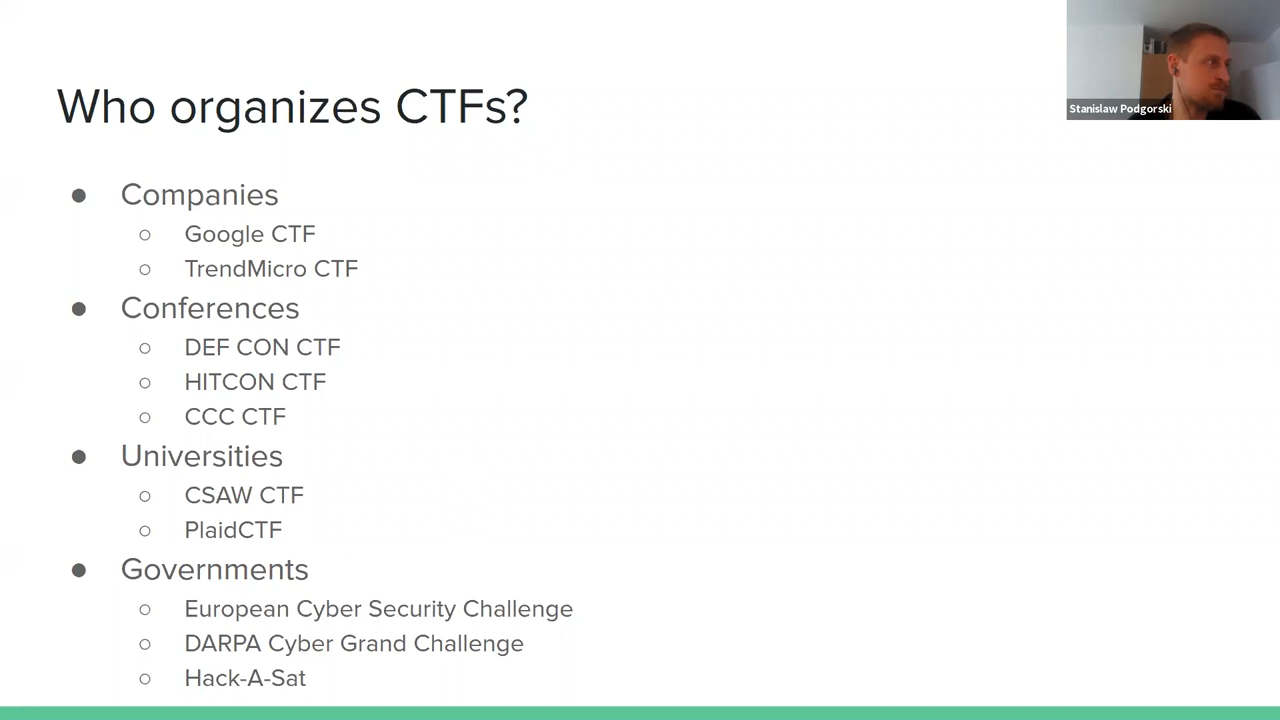 Who organizes CTFs?
Stanislaw Podgorski
● Companies
○ Google CTF
○ TrendMicro CTF
● Conferences
○ DEF CON CTF
○ HITCON CTF
○ CCC CTF
● Universities
○ CSAW CTF
○ PlaidCTF
● Governments
○ European Cyber Security Challenge
○ DARPA Cyber Grand Challenge
○ Hack-A-Sat